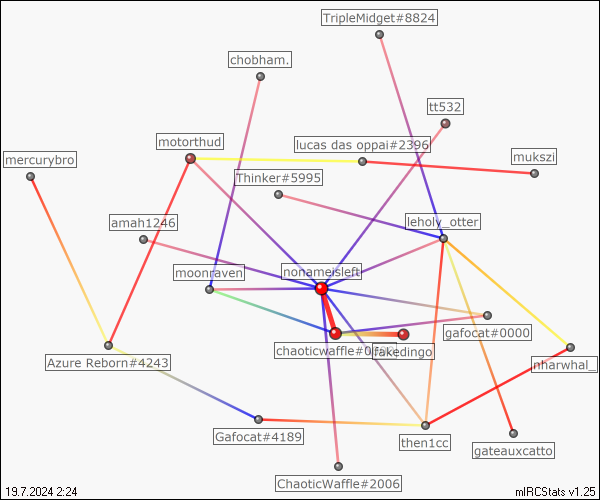 TripleMidget#8824
chobham.
tt532
motorthud
lucas das oppai#2396
mercurybro
mukszi
Thinker#5995
amah1246
leholy_otter
moonraven
nonameisleft
gafocat#0000
chaoticwaffle#0
fakedingo
Azure Reborn#4243
nharwhal_
Gafocat#4189
then1cc
gateauxcatto
ChaoticWaffle#2006
19.7.2024 2:24
mIRCStats v1.25